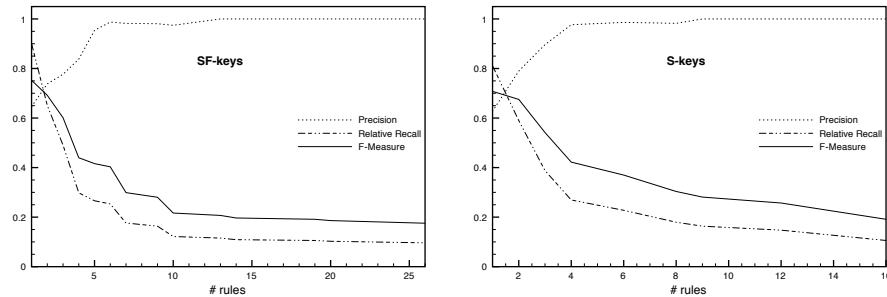 1
0.8
0.6
0.4
0.2
0
SF-keys
Precision
Relative Recall
F-Measure
5 10 15 20 25
# rules
1
0.8
0.6
0.4
0.2
0
S-keys
Precision
Relative Recall
F-Measure
2 4 6 8 10 12 14 16
# rules